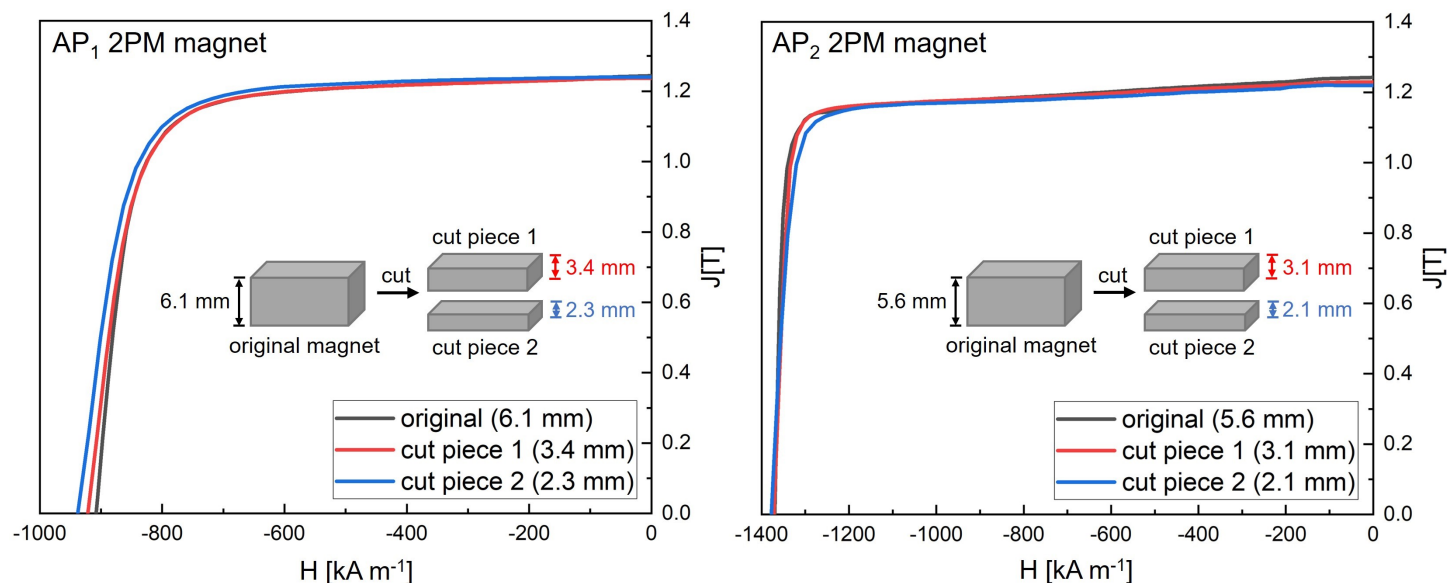 AP₁ 2PM magnet
cut piece 1
3.4 mm
6.1 mm
cut
2.3 mm
original magnet
cut piece 2
original (6.1 mm)
cut piece 1 (3.4 mm)
cut piece 2 (2.3 mm)
1.4
1.2
1.0
0.8
0.6
0.4
0.2
0.0
J[T]
-1000
-800
-600
-400
-200
0
H [kA m⁻¹]
AP₂ 2PM magnet
cut piece 1
3.1 mm
5.6 mm
cut
2.1 mm
original magnet
cut piece 2
original (5.6 mm)
cut piece 1 (3.1 mm)
cut piece 2 (2.1 mm)
1.4
1.2
1.0
0.8
0.6
0.4
0.2
0.0
J[T]
-1400
-1200
-1000
-800
-600
-400
-200
0
H [kA m⁻¹]